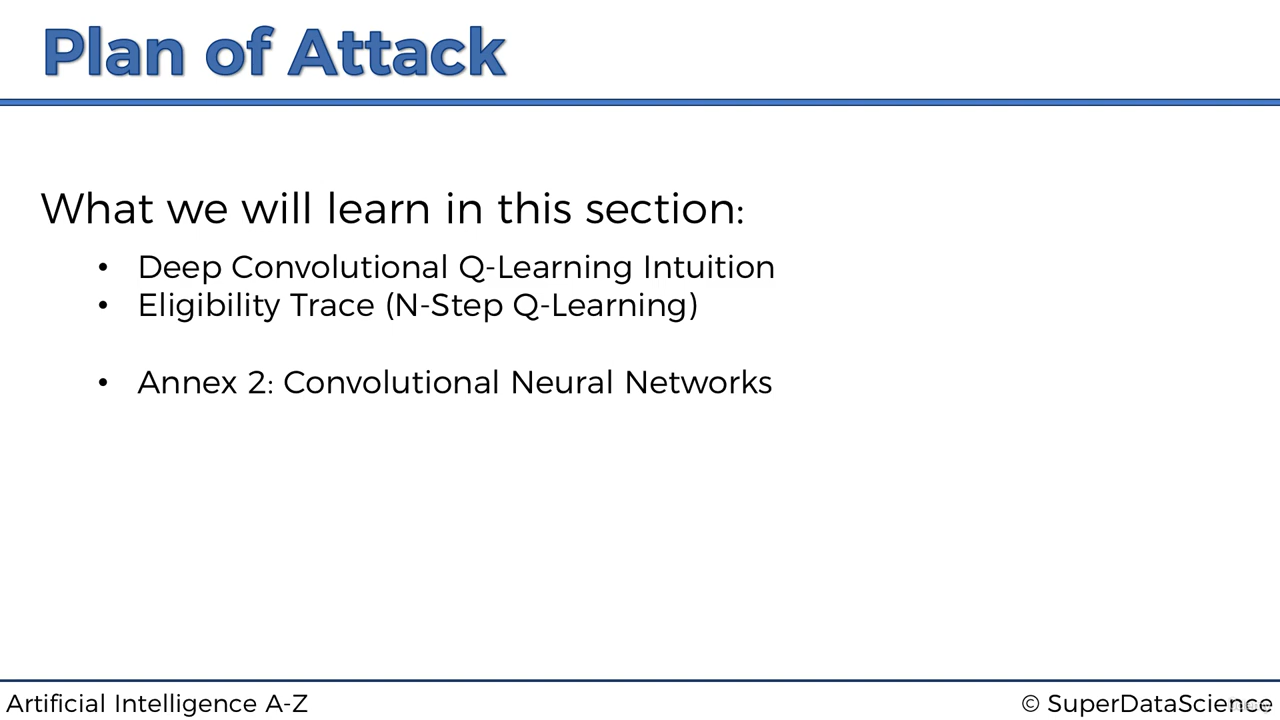 Plan of Attack
What we will learn in this section:
• Deep Convolutional Q-Learning Intuition
• Eligibility Trace (N-Step Q-Learning)
• Annex 2: Convolutional Neural Networks
Artificial Intelligence A-Z
© SuperDataScience